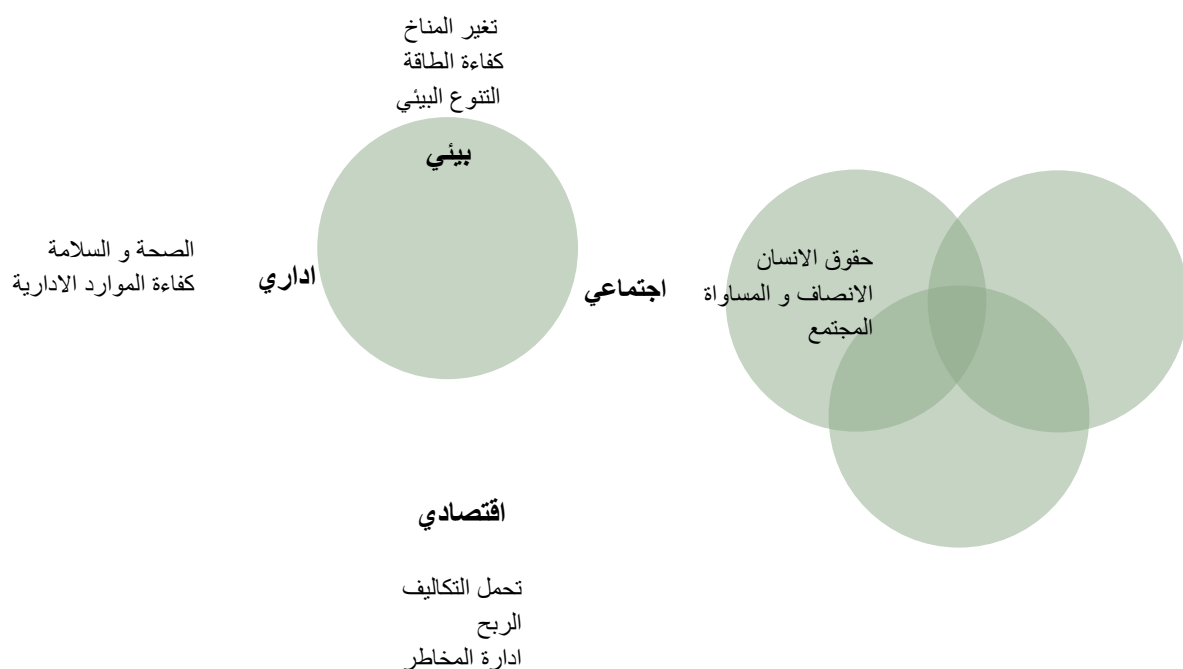 تغير المناخ
كفاءة الطاقة
التنوع البيئي
بيئي
حقوق الانسان
الانصاف و المساواة
المجتمع
اجتماعي
اداري
الصحة و السلامة
كفاءة الموارد الادارية
اقتصادي
تحمل التكاليف
الربح
ادارة المخاطر